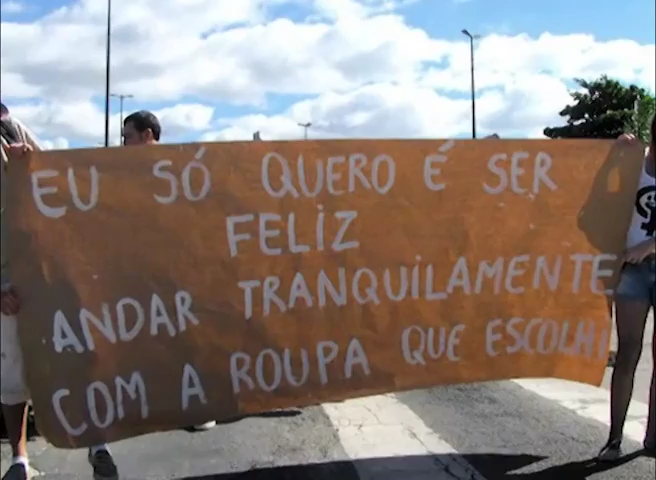 EU SÓ QUERO É SER
FELIZ
ANDAR TRANQUILAMENTE
COM A ROUPA QUE ESCOLHI